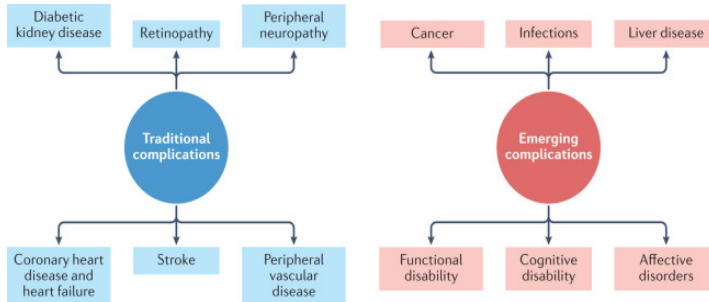 Diabetic
kidney disease
Retinopathy
Peripheral
neuropathy
Traditional
complications
Coronary heart
disease and
heart failure
Stroke
Peripheral
vascular
disease
Cancer
Infections
Liver disease
Emerging
complications
Functional
disability
Cognitive
disability
Affective
disorders